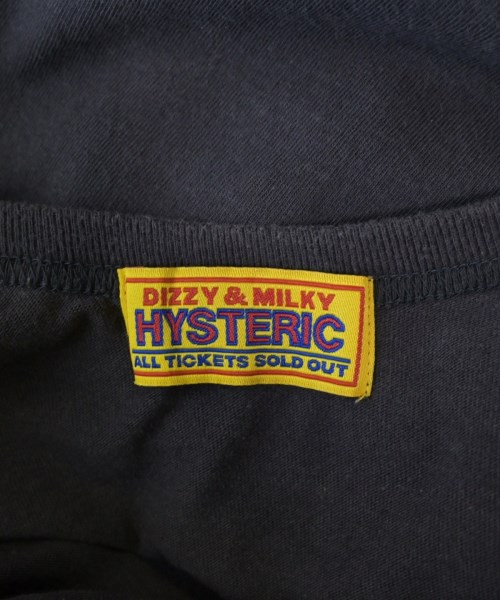 DIZZY & MILKY
HYSTERIC
ALL TICKETS SOLD OUT